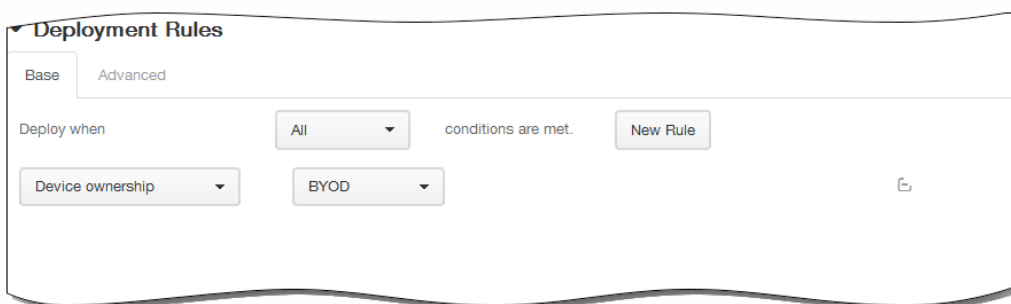 Deployment Rules
Base Advanced
Deploy when All conditions are met. New Rule
Device ownership BYOD